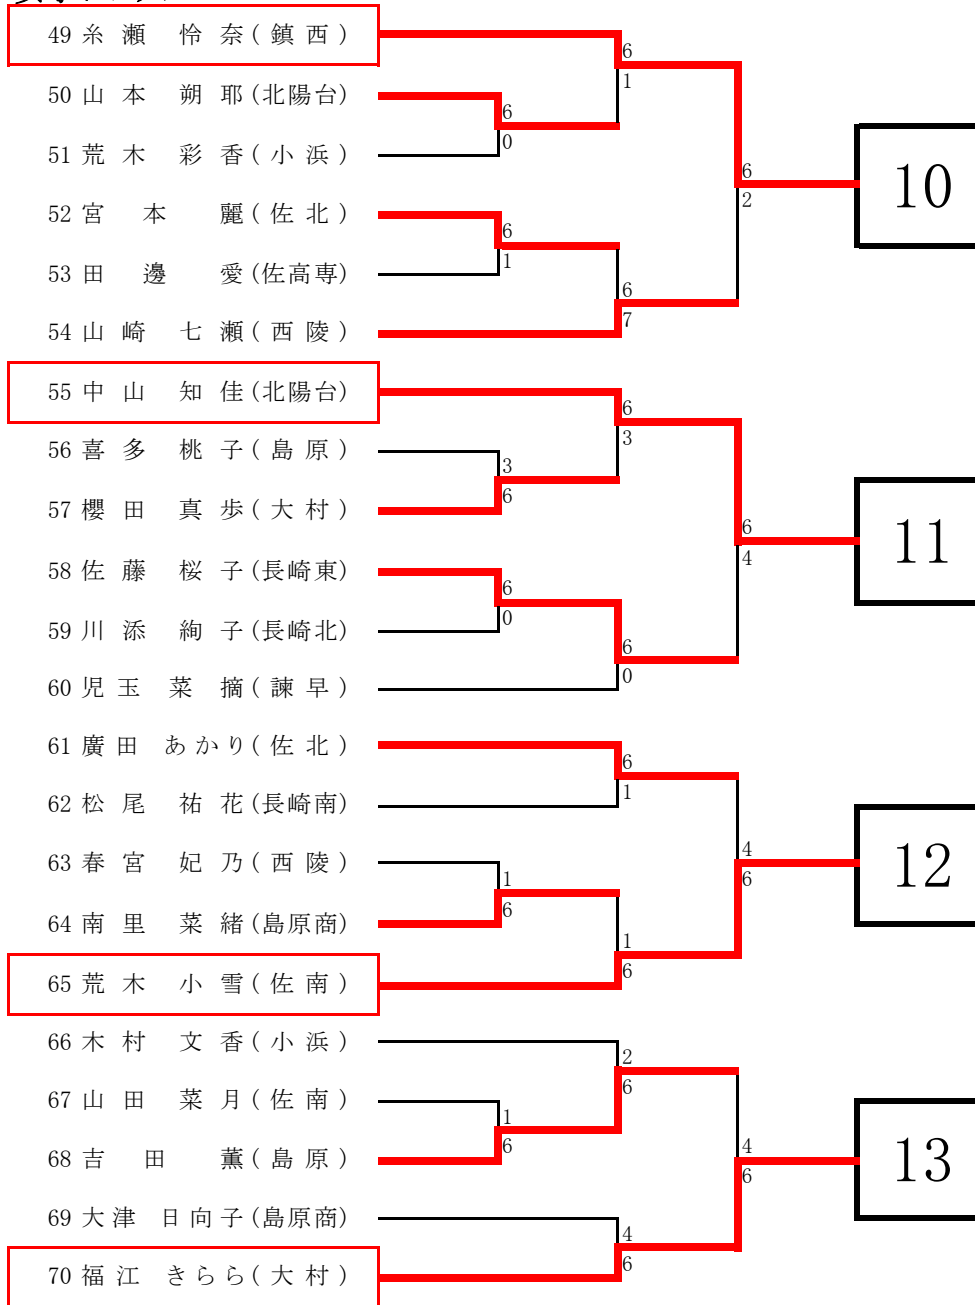 49 糸瀬 怜奈(鎮西)
6
50 山本 朔耶(北陽台)
1
6
0
51 荒木 彩香(小浜)
6
2
10
52 宮本 麗(佐北)
6
1
53 田邊 愛(佐高専)
6
7
54 山崎 七瀬(西陵)
55 中山 知佳(北陽台)
6
3
56 喜多 桃子(島原)
3
6
57 櫻田 真歩(大村)
6
4
11
58 佐藤 桜子(長崎東)
6
0
59 川添 絢子(長崎北)
6
0
60 児玉 菜摘(諫早)
61 廣田 あかり(佐北)
6
1
62 松尾 祐花(長崎南)
4
6
12
63 春宮 妃乃(西陵)
1
6
64 南里 菜緒(島原商)
1
6
65 荒木 小雪(佐南)
66 木村 文香(小浜)
2
6
67 山田 菜月(佐南)
1
6
68 吉田 薫(島原)
4
6
13
69 大津 日向子(島原商)
4
6
70 福江 きらら(大村)